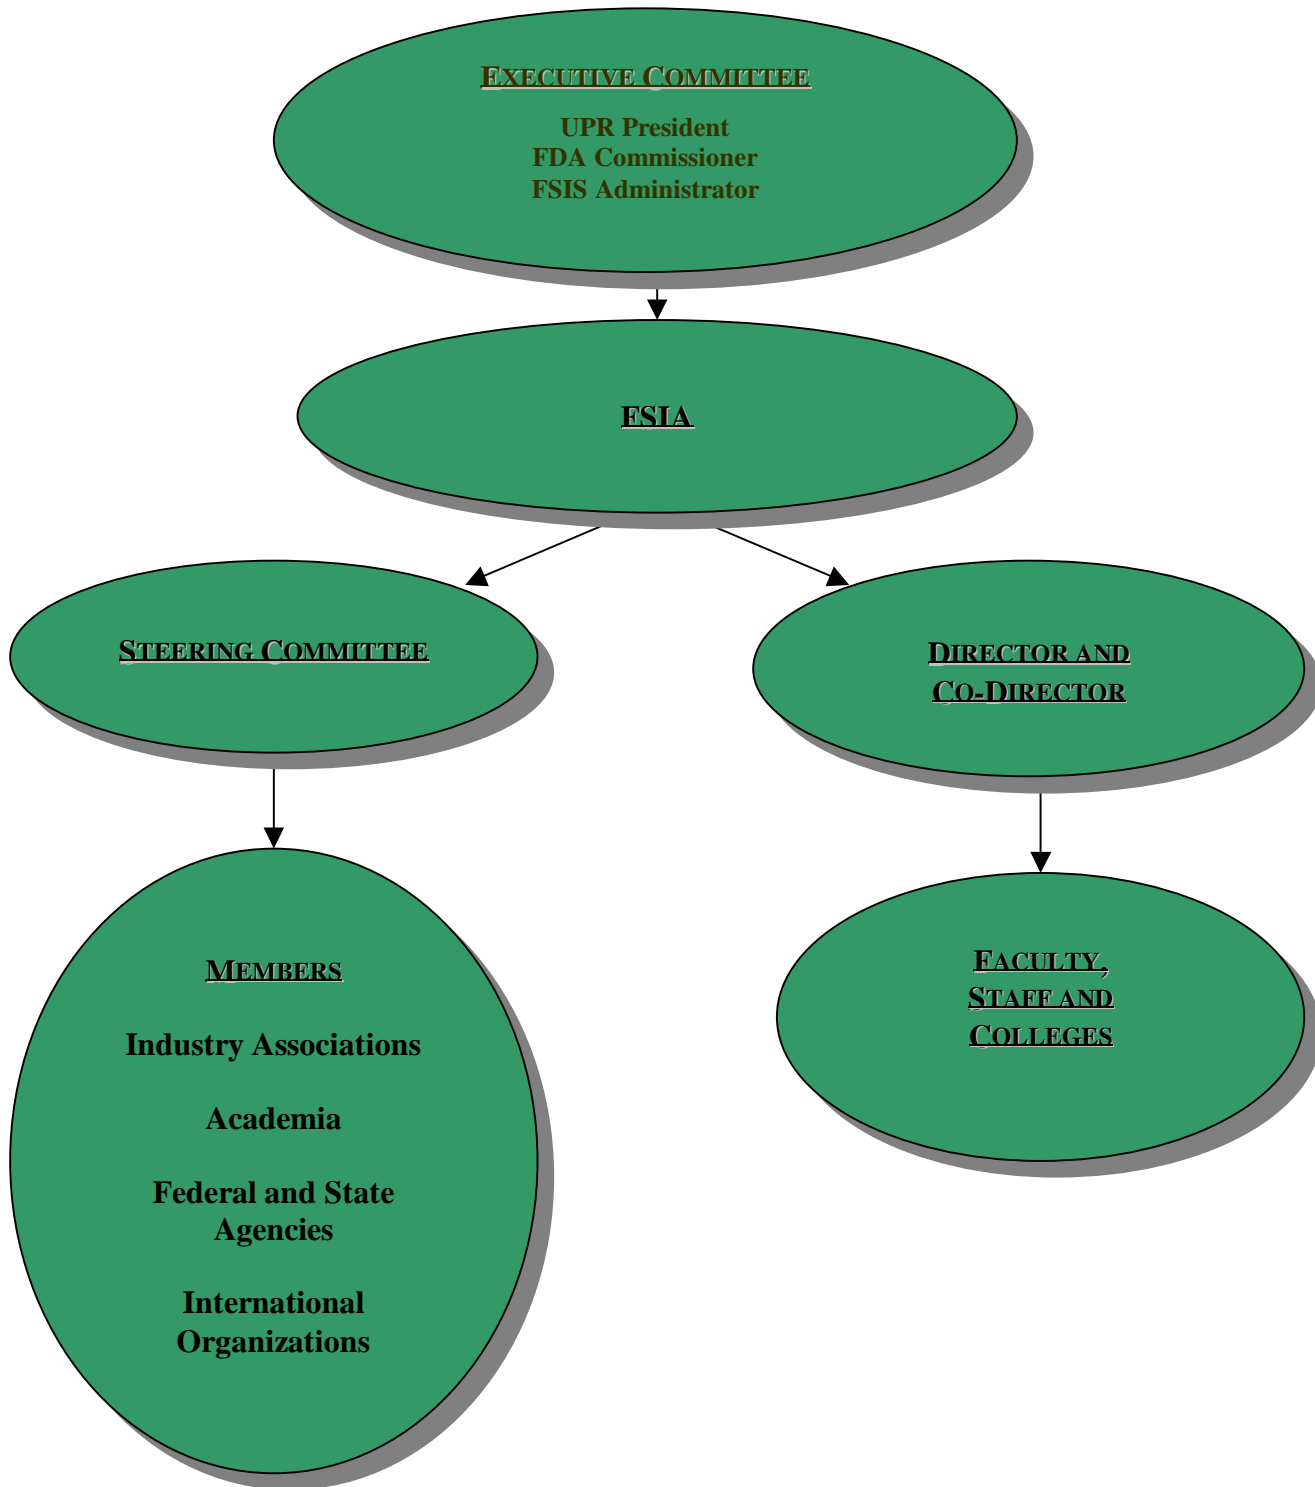 EXECUTIVE COMMITTEE
UPR President
FDA Commissioner
FSIS Administrator
FSIA
STEERING COMMITTEE
DIRECTOR AND
CO-DIRECTOR
MEMBERS
Industry Associations
Academia
Federal and State
Agencies
International
Organizations
FACULTY,
STAFF AND
COLLEGES